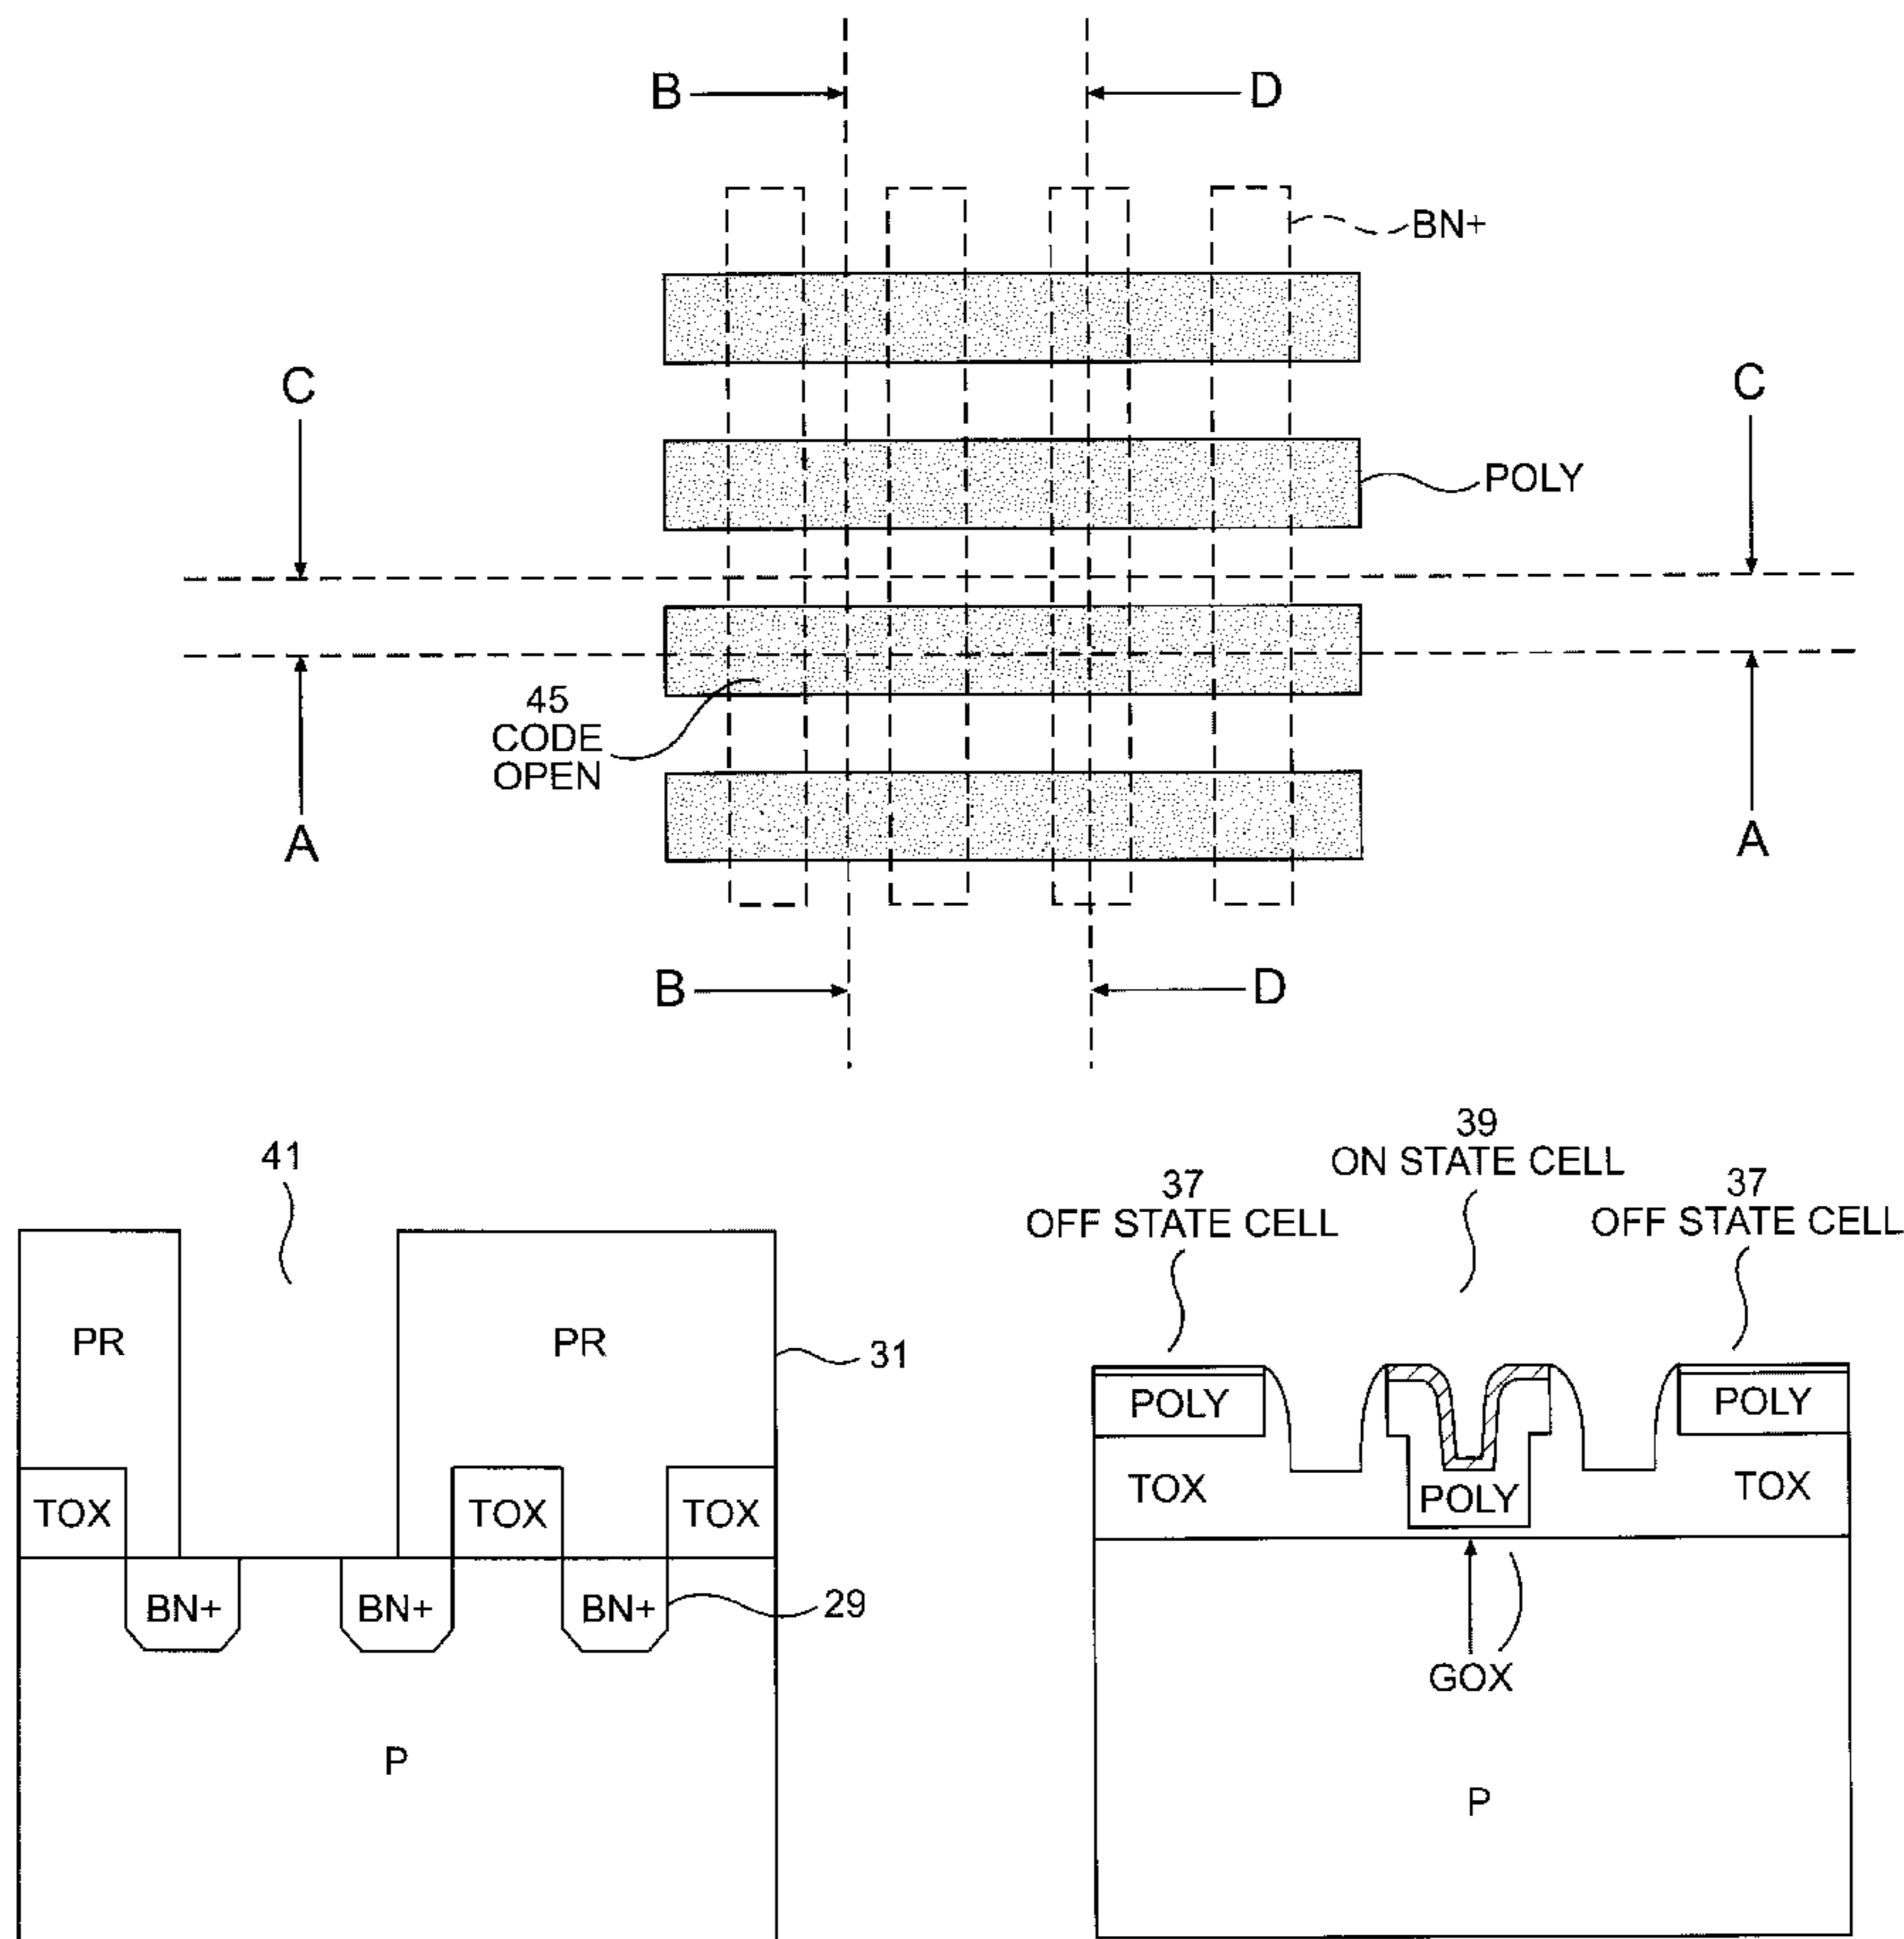 B
D
BN+
C
C
POLY
45
CODE
OPEN
A
A
B
D
41
39
ON STATE CELL
37
OFF STATE CELL
37
OFF STATE CELL
PR
PR
31
POLY
POLY
TOX
TOX
TOX
TOX
POLY
TOX
BN+
BN+
BN+
29
GOX
P
P